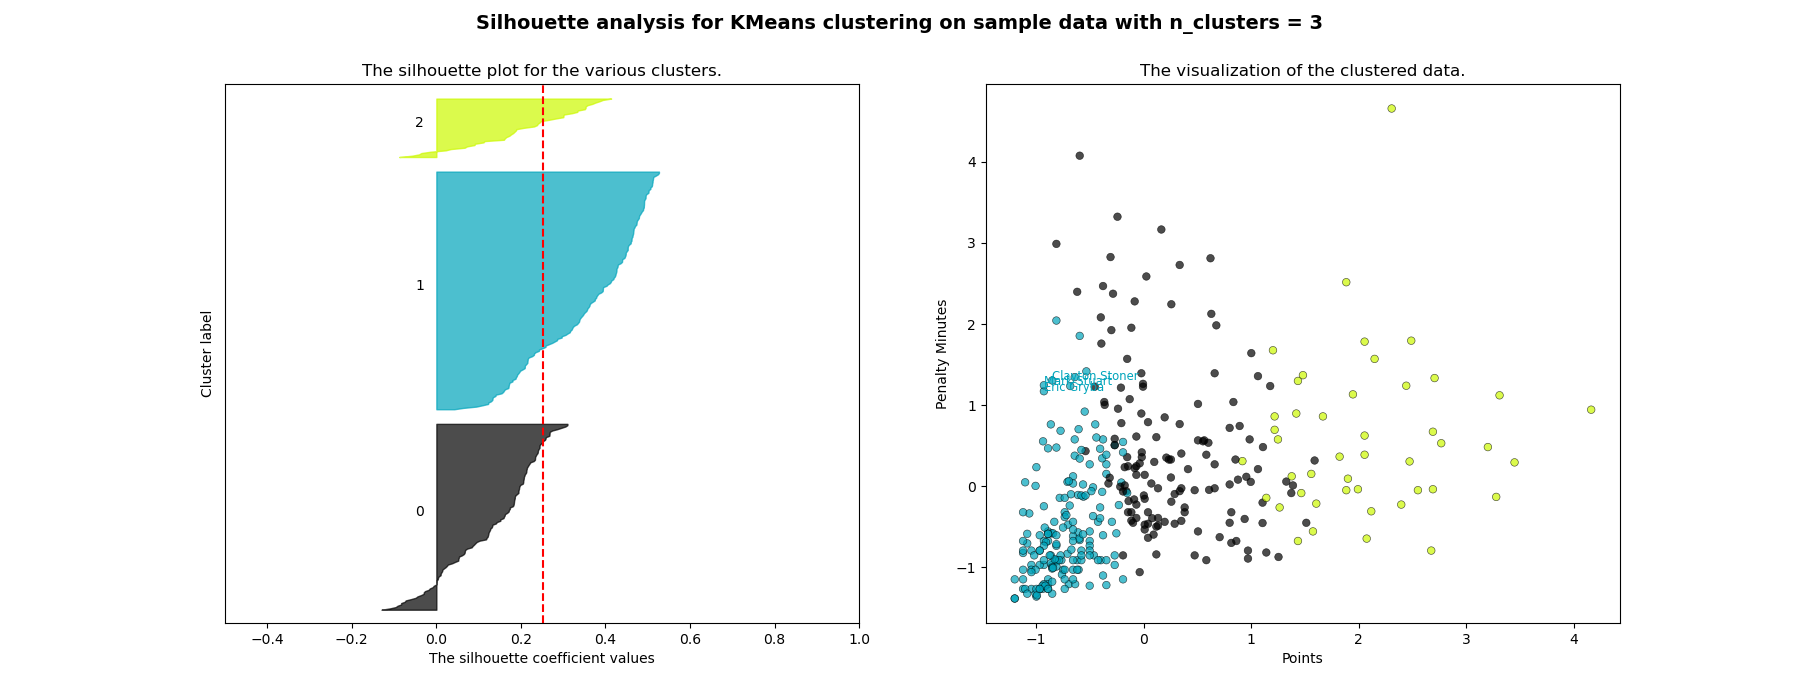 Silhouette analysis for KMeans clustering on sample data with n_clusters = 3
The silhouette plot for the various clusters.
2
1
0
Cluster label
−0.4 −0.2 0.0 0.2 0.4 0.6 0.8 1.0
The silhouette coefficient values
The visualization of the clustered data.
4
3
2
1
0
−1
Penalty Minutes
Clayton Stoner
Mark Stuart
Eric Gryba
−1 0 1 2 3 4
Points